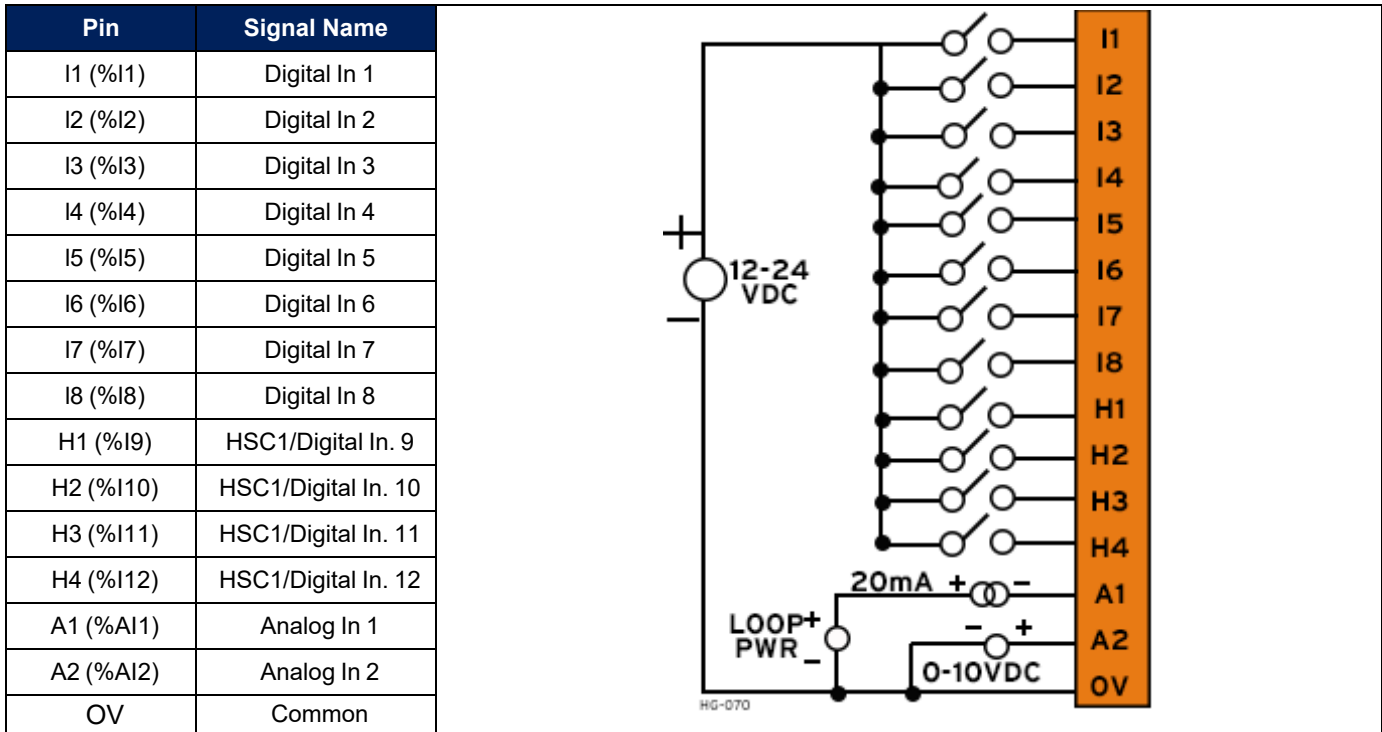 Pin Signal Name
I1 (%I1) Digital In 1
I2 (%I2) Digital In 2
I3 (%I3) Digital In 3
I4 (%I4) Digital In 4
I5 (%I5) Digital In 5
I6 (%I6) Digital In 6
I7 (%I7) Digital In 7
I8 (%I8) Digital In 8
H1 (%I9) HSC1/Digital In. 9
H2 (%I10) HSC1/Digital In. 10
H3 (%I11) HSC1/Digital In. 11
H4 (%I12) HSC1/Digital In. 12
A1 (%AI1) Analog In 1
A2 (%AI2) Analog In 2
OV Common
I1
I2
I3
I4
I5
I6
I7
I8
H1
H2
H3
H4
A1
A2
0V
+
12-24
VDC
−
20mA + −
LOOP +
PWR −
− +
0-10VDC
HG-070